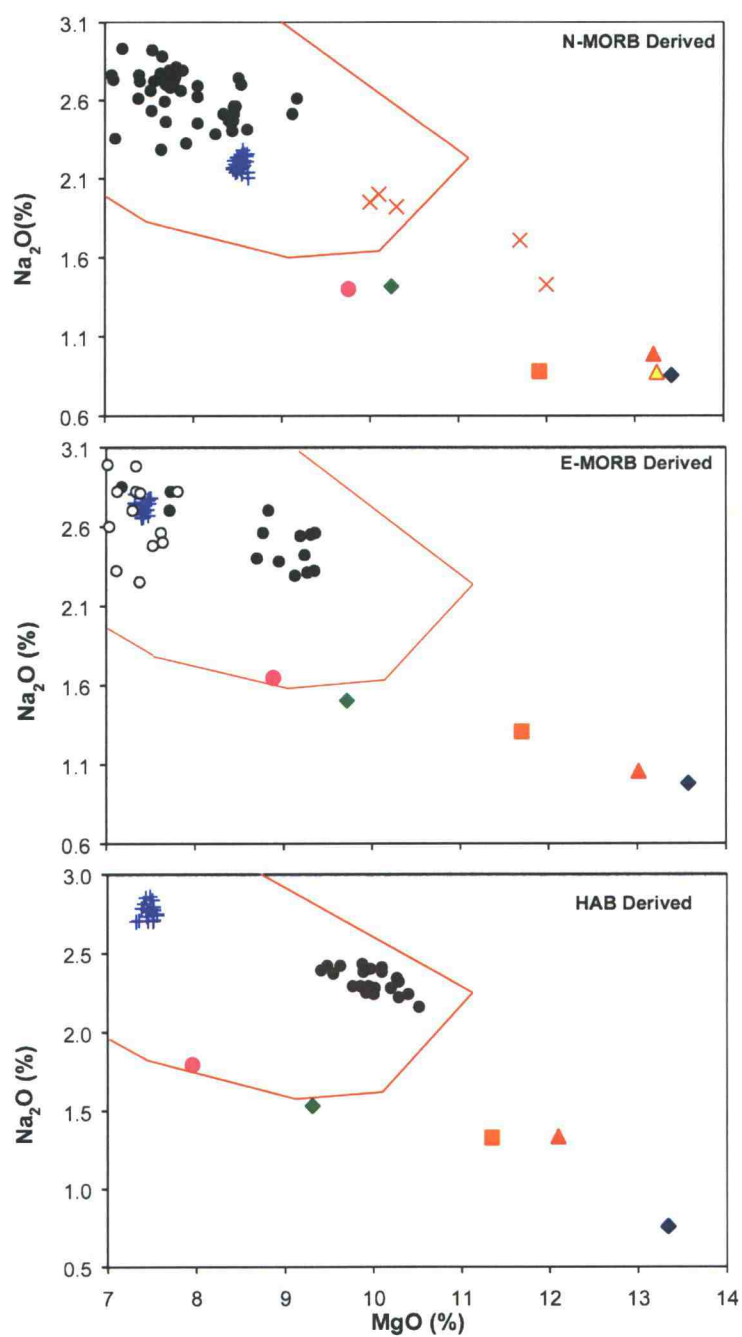 3.1
N-MORB Derived
2.6
2.1
1.6
1.1
0.6
Na₂O(%)
3.1
E-MORB Derived
2.6
2.1
1.6
1.1
0.6
Na₂O (%)
3.0
HAB Derived
2.5
2.0
1.5
1.0
0.5
Na₂O (%)
7 8 9 10 11 12 13 14
MgO (%)